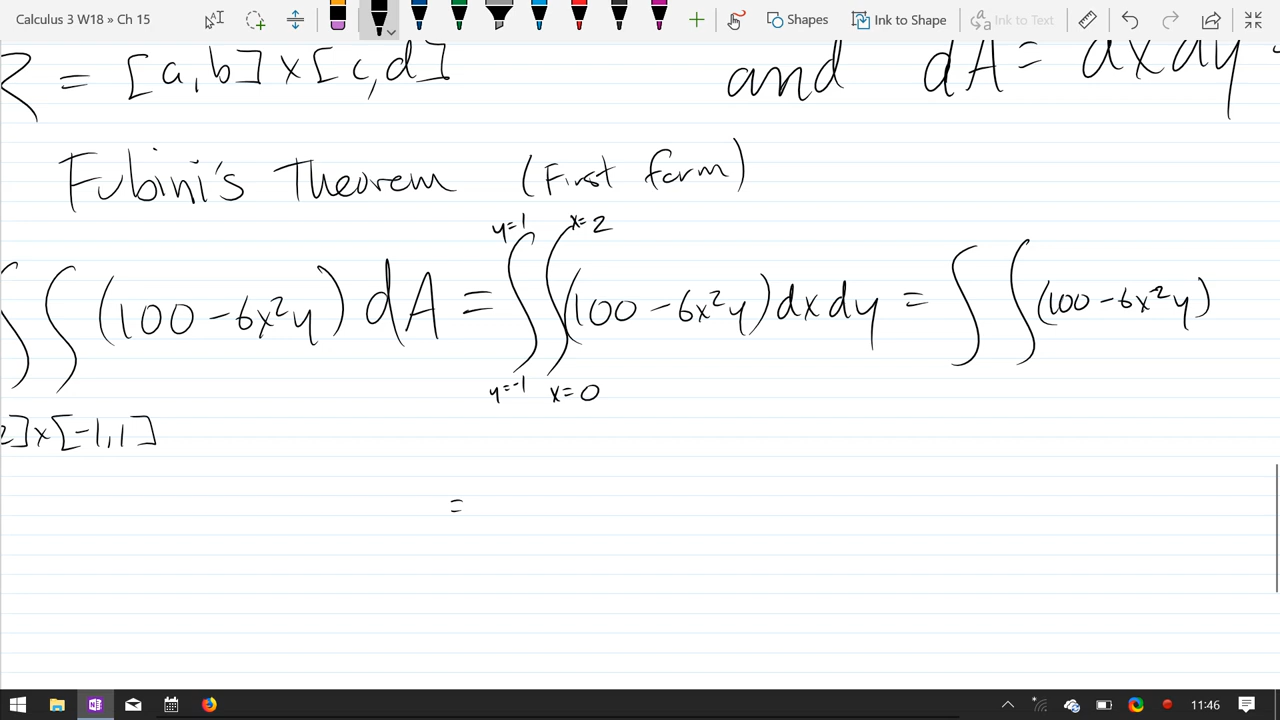 Calculus 3 W18 » Ch 15
Shapes
Ink to Shape
Ink to Text
R = [a,b]×[c,d] and dA = dxdy
Fubini's Theorem (First form)
y=1 x=2
∫∫ (100-6x²y) dA = ∫∫ (100-6x²y) dx dy = ∫∫ (100-6x²y)
y=-1 x=0
2]×[-1,1]
=
11:46